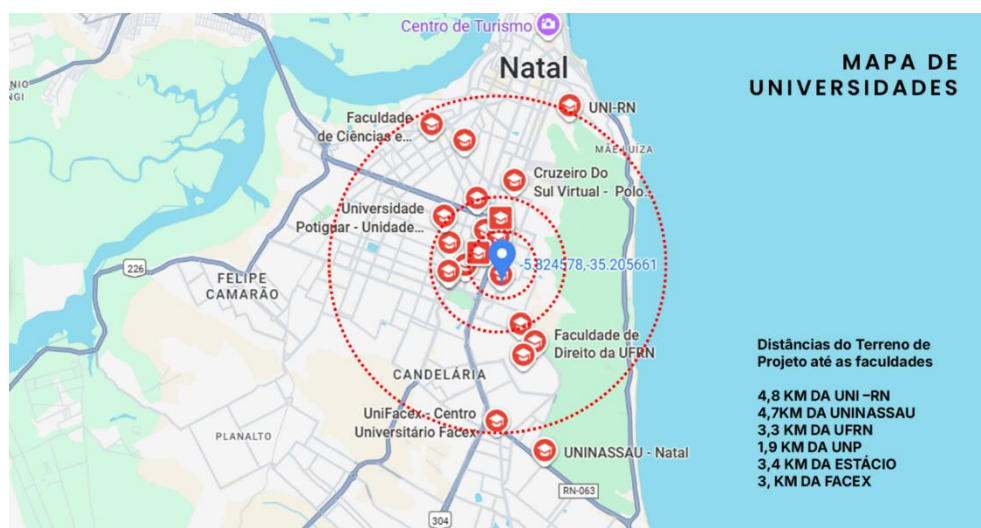 Centro de Turismo
Natal
MAPA DE
UNIVERSIDADES
UNI-RN
Faculdade
de Ciências e...
MÃE LUÍZA
Cruzeiro Do
Sul Virtual - Polo...
Universidade
Potiguar - Unidade...
-5.824578,-35.205661
226
FELIPE
CAMARÃO
Faculdade de
Direito da UFRN
Distâncias do Terreno de
Projeto até as faculdades
CANDELÁRIA
4,8 KM DA UNI –RN
4,7KM DA UNINASSAU
3,3 KM DA UFRN
1,9 KM DA UNP
3,4 KM DA ESTÁCIO
3, KM DA FACEX
UniFacex - Centro
Universitário Facex
PLANALTO
UNINASSAU - Natal
RN-063
304